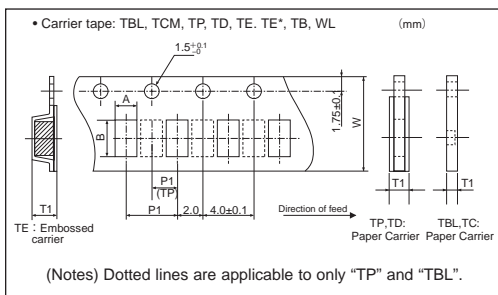 • Carrier tape: TBL, TCM, TP, TD, TE. TE*, TB, WL (mm)
1.5+0.1 -0
A
B
1.75±0.1
W
P1
(TP)
P1
2.0
4.0±0.1
Direction of feed
T1
TE : Embossed
carrier
T1
TP,TD:
Paper Carrier
T1
TBL,TC:
Paper Carrier
(Notes) Dotted lines are applicable to only “TP” and “TBL”.